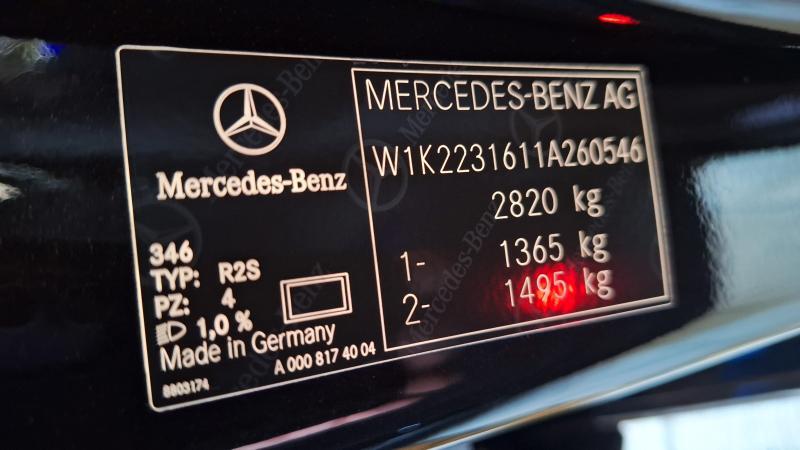 Mercedes-Benz
346
TYP: R2S
PZ: 4
1,0 %
Made in Germany
A 000 817 40 04
8803174
MERCEDES-BENZ AG
W1K2231611A260546
2820 kg
1- 1365 kg
2- 1495 kg